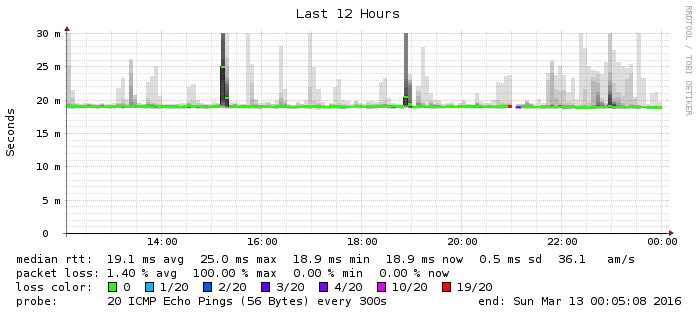 Last 12 Hours
RRDTOOL / TOBI OETIKER
Seconds
30 m
25 m
20 m
15 m
10 m
5 m
0
14:00 16:00 18:00 20:00 22:00 00:00
median rtt: 19.1 ms avg 25.0 ms max 18.9 ms min 18.9 ms now 0.5 ms sd 36.1 am/s
packet loss: 1.40 % avg 100.00 % max 0.00 % min 0.00 % now
loss color: 0 1/20 2/20 3/20 4/20 10/20 19/20
probe: 20 ICMP Echo Pings (56 Bytes) every 300s end: Sun Mar 13 00:05:08 2016